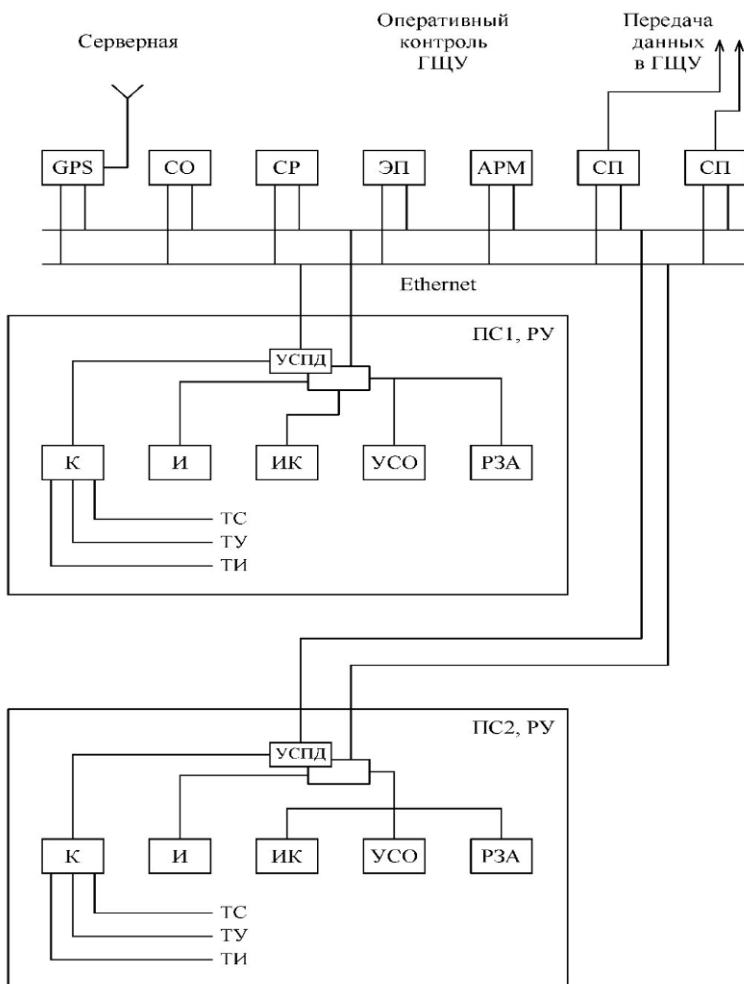 Серверная
Оперативный
контроль
ГЩУ
Передача
данных
в ГЩУ
GPS
СО
СР
ЭП
АРМ
СП
СП
Ethernet
ПС1, РУ
УСПД
К
И
ИК
УСО
РЗА
ТС
ТУ
ТИ
ПС2, РУ
УСПД
К
И
ИК
УСО
РЗА
ТС
ТУ
ТИ